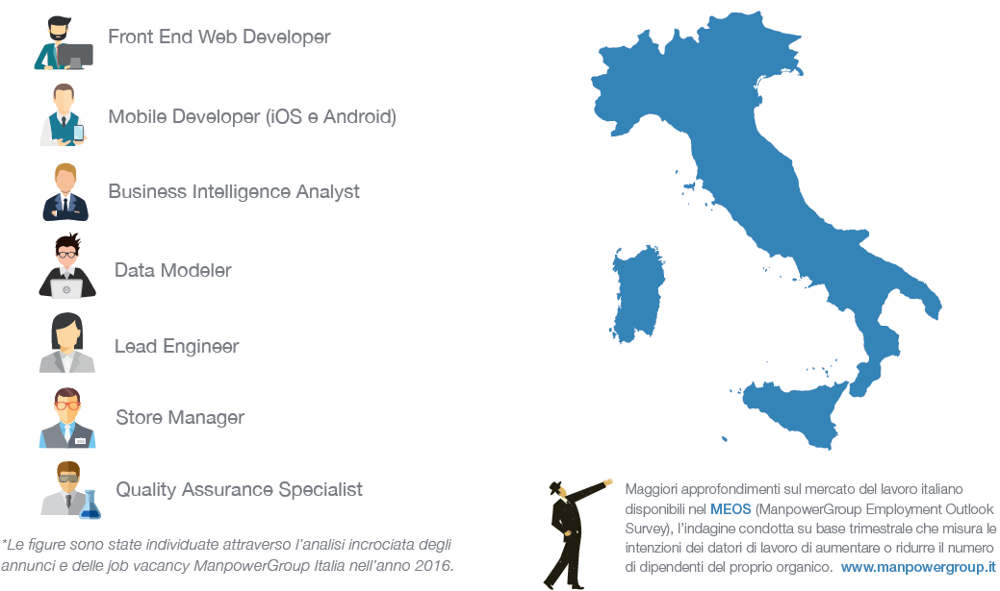 Front End Web Developer
Mobile Developer (iOS e Android)
Business Intelligence Analyst
Data Modeler
Lead Engineer
Store Manager
Quality Assurance Specialist
*Le figure sono state individuate attraverso l'analisi incrociata degli
annunci e delle job vacancy ManpowerGroup Italia nell'anno 2016.
Maggiori approfondimenti sul mercato del lavoro italiano
disponibili nel MEOS (ManpowerGroup Employment Outlook
Survey), l'indagine condotta su base trimestrale che misura le
intenzioni dei datori di lavoro di aumentare o ridurre il numero
di dipendenti del proprio organico. www.manpowergroup.it